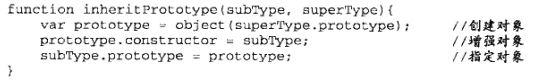 function inheritPrototype(subType, superType){
    var prototype = object(superType.prototype);    //创建对象
    prototype.constructor = subType;    //增强对象
    subType.prototype = prototype;    //指定对象
}